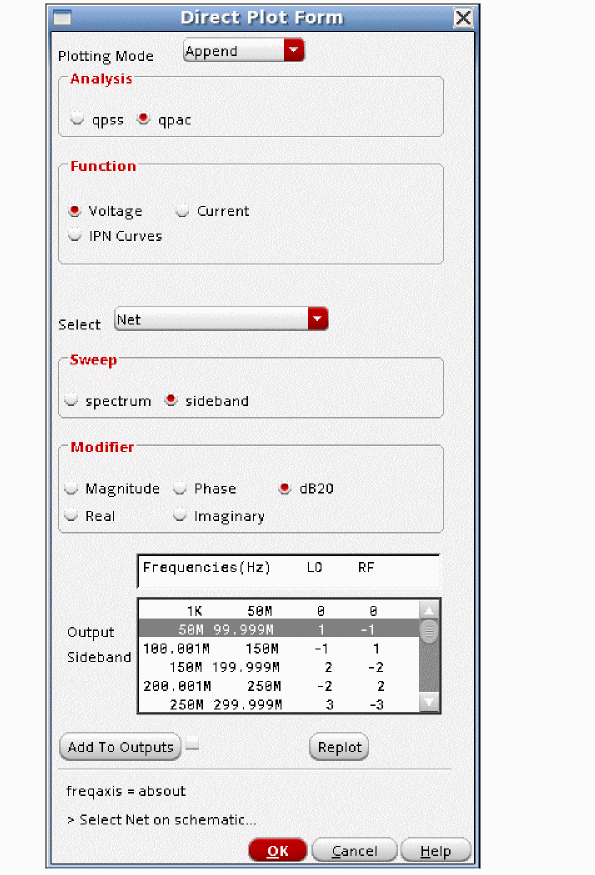 Direct Plot Form
Plotting Mode Append
Analysis
qpss qpac
Function
Voltage Current
IPN Curves
Select Net
Sweep
spectrum sideband
Modifier
Magnitude Phase dB20
Real Imaginary
Frequencies(Hz) LO RF
Output
Sideband
1K 50M 0 0
50M 99.999M 1 -1
100.001M 150M -1 1
150M 199.999M 2 -2
200.001M 250M -2 2
250M 299.999M 3 -3
Add To Outputs Replot
freqaxis = absout
> Select Net on schematic...
OK Cancel Help